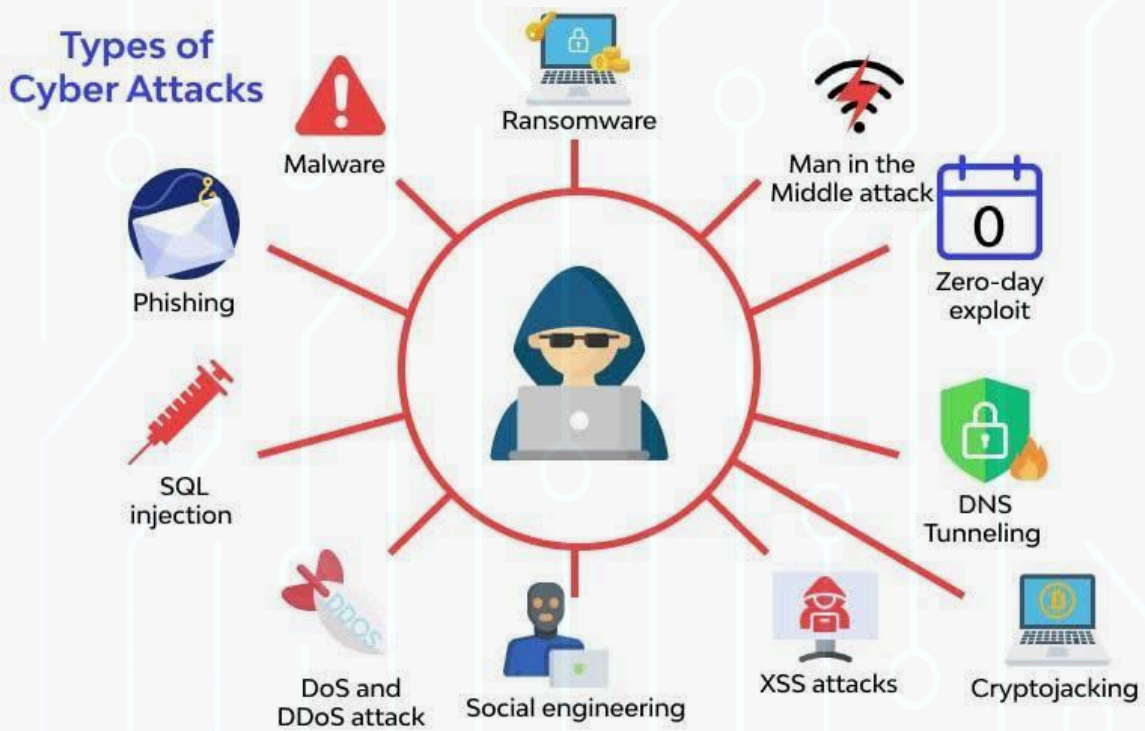 Types of
Cyber Attacks
Ransomware
Malware
Man in the
Middle attack
0
Zero-day
exploit
Phishing
SQL
injection
DNS
Tunneling
DDOS
DoS and
DDoS attack
Social engineering
XSS attacks
Cryptojacking